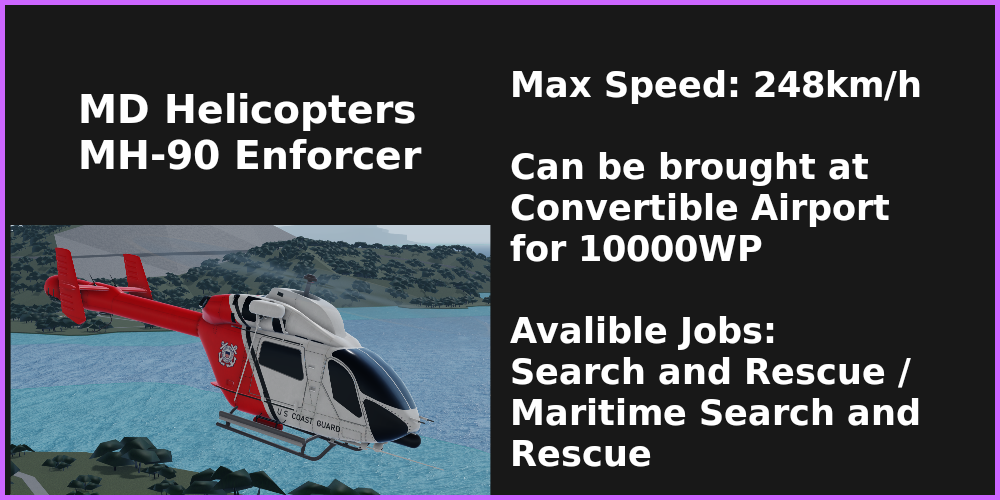 MD Helicopters
MH-90 Enforcer
Max Speed: 248km/h
Can be brought at
Convertible Airport
for 10000WP
Avalible Jobs:
Search and Rescue /
Maritime Search and
Rescue
U.S COAST GUARD